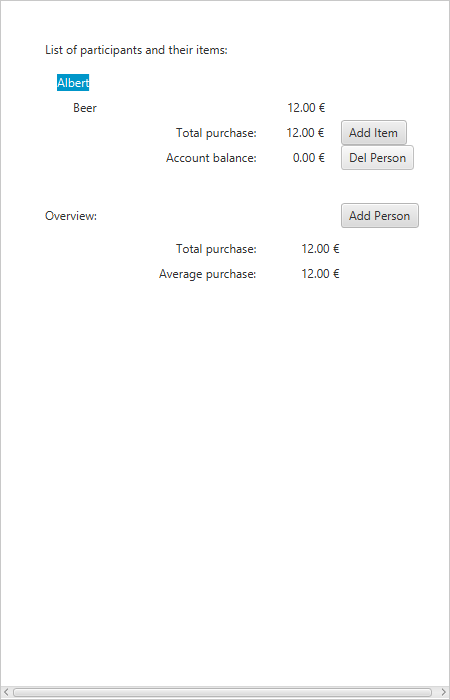 List of participants and their items:
Albert
Beer 12.00 €
Total purchase: 12.00 € Add Item
Account balance: 0.00 € Del Person
Overview: Add Person
Total purchase: 12.00 €
Average purchase: 12.00 €